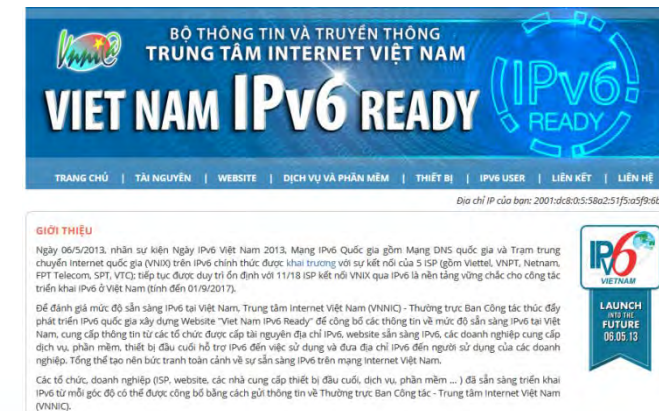 BỘ THÔNG TIN VÀ TRUYỀN THÔNG
TRUNG TÂM INTERNET VIỆT NAM
VIET NAM IPv6 READY
IPv6
READY
TRANG CHỦ | TÀI NGUYÊN | WEBSITE | DỊCH VỤ VÀ PHẦN MỀM | THIẾT BỊ | IPV6 USER | LIÊN KẾT | LIÊN HỆ
Địa chỉ IP của bạn: 2001:dc8:0:5:58a2:51f5:a5f9:6b
GIỚI THIỆU
Ngày 06/5/2013, nhân sự kiện Ngày IPv6 Việt Nam 2013, Mạng IPv6 Quốc gia gồm Mạng DNS quốc gia và Trạm trung
chuyển Internet quốc gia (VNIX) trên IPv6 chính thức được khai trương với sự kết nối của 5 ISP (gồm Viettel, VNPT, Netnam,
FPT Telecom, SPT, VTC); tiếp tục được duy trì ổn định với 11/18 ISP kết nối VNIX qua IPv6 là nền tảng vững chắc cho công tác
triển khai IPv6 ở Việt Nam (tính đến 01/9/2017).
Để đánh giá mức độ sẵn sàng IPv6 tại Việt Nam, Trung tâm Internet Việt Nam (VNNIC) - Thường trực Ban Công tác thúc đẩy
phát triển IPv6 quốc gia xây dựng Website "Viet Nam IPv6 Ready" để công bố các thông tin về mức độ sẵn sàng IPv6 tại Việt
Nam, cung cấp thông tin từ các tổ chức được cấp tài nguyên địa chỉ IPv6, website sẵn sàng IPv6, các doanh nghiệp cung cấp
dịch vụ, phần mềm, thiết bị đầu cuối hỗ trợ IPv6 đến việc sử dụng và đưa địa chỉ IPv6 đến người sử dụng của các doanh
nghiệp. Tổng thể tạo nên bức tranh toàn cảnh về sự sẵn sàng IPv6 trên mạng Internet Việt Nam.
Các tổ chức, doanh nghiệp (ISP, website, các nhà cung cấp thiết bị đầu cuối, dịch vụ, phần mềm ... ) đã sẵn sàng triển khai
IPv6 từ mỗi góc độ có thể được công bố bằng cách gửi thông tin về Thường trực Ban Công tác - Trung tâm Internet Việt Nam
(VNNIC).
IPv6
VIETNAM
LAUNCH
INTO THE
FUTURE
06.05.13